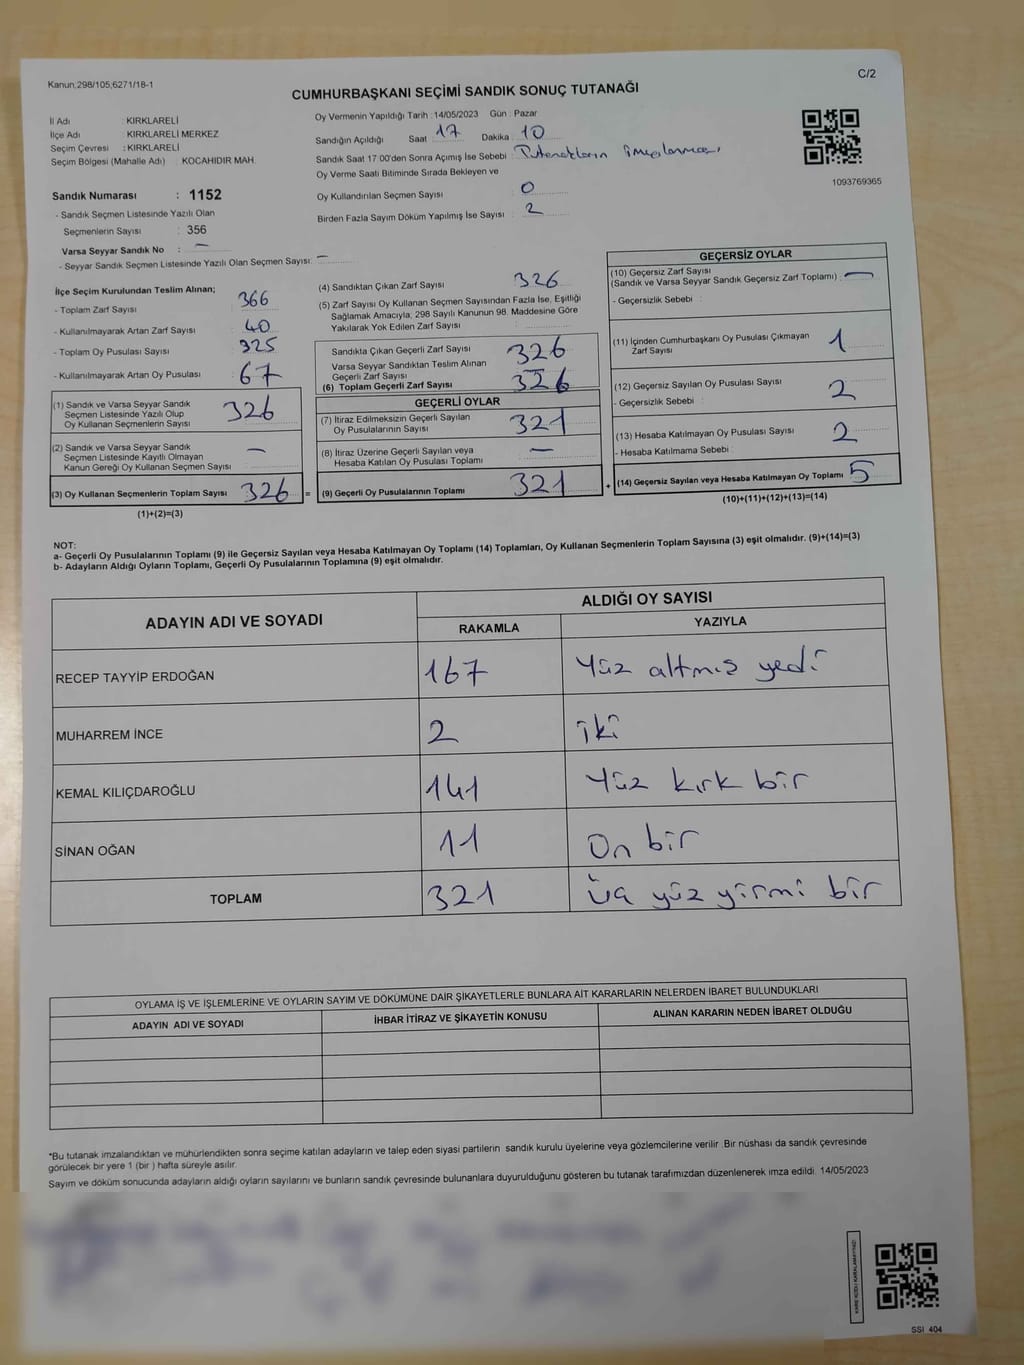 Kanun;298/105;6271/18-1
C/2
CUMHURBAŞKANI SEÇİMİ SANDIK SONUÇ TUTANAĞI
İl Adı : KIRKLARELİ
İlçe Adı : KIRKLARELİ MERKEZ
Seçim Çevresi : KIRKLARELİ
Seçim Bölgesi (Mahalle Adı) : KOCAHIDIR MAH.
Sandık Numarası : 1152
- Sandık Seçmen Listesinde Yazılı Olan
Seçmenlerin Sayısı : 356
Varsa Seyyar Sandık No : —
- Seyyar Sandık Seçmen Listesinde Yazılı Olan Seçmen Sayısı: —
Oy Vermenin Yapıldığı Tarih : 14/05/2023 Gün : Pazar
Sandığın Açıldığı Saat 17 Dakika 10
Sandık Saat 17:00'den Sonra Açımış İse Sebebi : Tutanakların imzalanması
Oy Verme Saati Bitiminde Sırada Bekleyen ve
Oy Kullandırılan Seçmen Sayısı : 0
Birden Fazla Sayım Döküm Yapılmış İse Sayısı : 2
1093769365
İlçe Seçim Kurulundan Teslim Alınan;
- Toplam Zarf Sayısı 366
- Kullanılmayarak Artan Zarf Sayısı 40
- Toplam Oy Pusulası Sayısı 325
- Kullanılmayarak Artan Oy Pusulası 67
(1) Sandık ve Varsa Seyyar Sandık
Seçmen Listesinde Yazılı Olup
Oy Kullanan Seçmenlerin Sayısı 326
(2) Sandık ve Varsa Seyyar Sandık
Seçmen Listesinde Kayıtlı Olmayan
Kanun Gereği Oy Kullanan Seçmen Sayısı —
(3) Oy Kullanan Seçmenlerin Toplam Sayısı 326 =
(1)+(2)=(3)
(4) Sandıktan Çıkan Zarf Sayısı 326
(5) Zarf Sayısı Oy Kullanan Seçmen Sayısından Fazla İse, Eşitliği
Sağlamak Amacıyla, 298 Sayılı Kanunun 98. Maddesine Göre
Yakılarak Yok Edilen Zarf Sayısı
Sandıkta Çıkan Geçerli Zarf Sayısı 326
Varsa Seyyar Sandıktan Teslim Alınan
Geçerli Zarf Sayısı
(6) Toplam Geçerli Zarf Sayısı 326
GEÇERLİ OYLAR
(7) İtiraz Edilmeksizin Geçerli Sayılan
Oy Pusulalarının Sayısı 321
(8) İtiraz Üzerine Geçerli Sayılan veya
Hesaba Katılan Oy Pusulası Toplamı —
(9) Geçerli Oy Pusulalarının Toplamı 321 +
GEÇERSİZ OYLAR
(10) Geçersiz Zarf Sayısı
(Sandık ve Varsa Seyyar Sandık Geçersiz Zarf Toplamı) : —
- Geçersizlik Sebebi :
(11) İçinden Cumhurbaşkanı Oy Pusulası Çıkmayan
Zarf Sayısı 1
(12) Geçersiz Sayılan Oy Pusulası Sayısı 2
- Geçersizlik Sebebi :
(13) Hesaba Katılmayan Oy Pusulası Sayısı 2
- Hesaba Katılmama Sebebi :
(14) Geçersiz Sayılan veya Hesaba Katılmayan Oy Toplamı 5
(10)+(11)+(12)+(13)=(14)
NOT:
a- Geçerli Oy Pusulalarının Toplamı (9) ile Geçersiz Sayılan veya Hesaba Katılmayan Oy Toplamı (14) Toplamları, Oy Kullanan Seçmenlerin Toplam Sayısına (3) eşit olmalıdır. (9)+(14)=(3)
b- Adayların Aldığı Oyların Toplamı, Geçerli Oy Pusulalarının Toplamına (9) eşit olmalıdır.
ADAYIN ADI VE SOYADI
ALDIĞI OY SAYISI
RAKAMLA YAZIYLA
RECEP TAYYİP ERDOĞAN 167 Yüz altmış yedi
MUHARREM İNCE 2 iki
KEMAL KILIÇDAROĞLU 141 Yüz kırk bir
SİNAN OĞAN 11 On bir
TOPLAM 321 Üç yüz yirmi bir
OYLAMA İŞ VE İŞLEMLERİNE VE OYLARIN SAYIM VE DÖKÜMÜNE DAİR ŞİKAYETLERLE BUNLARA AİT KARARLARIN NELERDEN İBARET BULUNDUKLARI
ADAYIN ADI VE SOYADI İHBAR İTİRAZ VE ŞİKAYETİN KONUSU ALINAN KARARIN NEDEN İBARET OLDUĞU
*Bu tutanak imzalandıktan ve mühürlendikten sonra seçime katılan adayların ve talep eden siyasi partilerin sandık kurulu üyelerine veya gözlemcilerine verilir. Bir nüshası da sandık çevresinde
görülecek bir yere 1 (bir ) hafta süreyle asılır.
Sayım ve döküm sonucunda adayların aldığı oyların sayılarını ve bunların sandık çevresinde bulunanlara duyurulduğunu gösteren bu tutanak tarafımızdan düzenlenerek imza edildi. 14/05/2023
KARE KODU KARALAMAYINIZ!
SSI_404